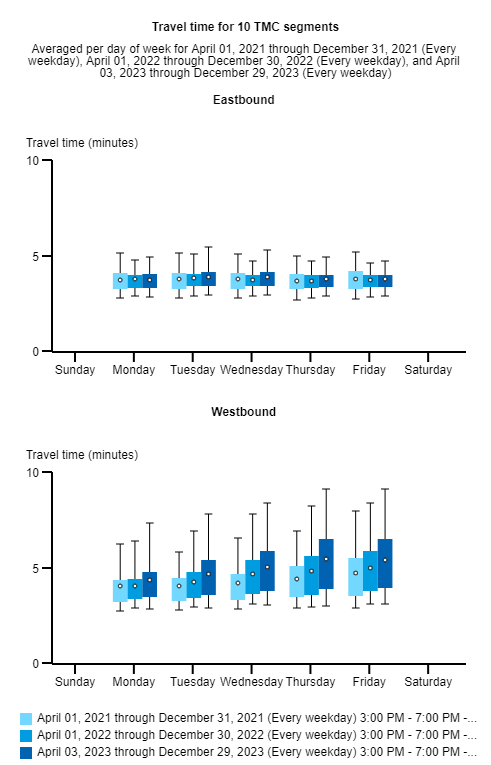 Travel time for 10 TMC segments
Averaged per day of week for April 01, 2021 through December 31, 2021 (Every
weekday), April 01, 2022 through December 30, 2022 (Every weekday), and April
03, 2023 through December 29, 2023 (Every weekday)
Eastbound
Travel time (minutes)
10
5
0
Sunday Monday Tuesday Wednesday Thursday Friday Saturday
Westbound
Travel time (minutes)
10
5
0
Sunday Monday Tuesday Wednesday Thursday Friday Saturday
April 01, 2021 through December 31, 2021 (Every weekday) 3:00 PM - 7:00 PM -...
April 01, 2022 through December 30, 2022 (Every weekday) 3:00 PM - 7:00 PM -...
April 03, 2023 through December 29, 2023 (Every weekday) 3:00 PM - 7:00 PM -...